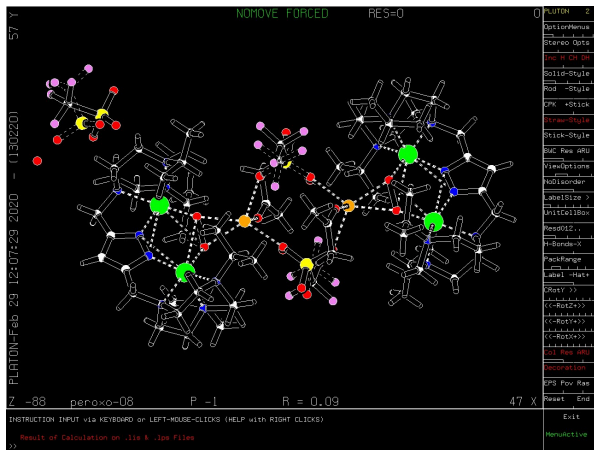 NOMOVE FORCED RES=0 0
PLUTON 2
57 Y
[130220]
PLATON-Feb 29 12:07:29 2020
OptionMenus
Stereo Opts
Inc H CH DH
Solid-Style
Rod -Style
CPK +Stick
Straw-Style
Stick-Style
BWC Res ARU
ViewOptions
NoDisorder
LabelSize >
UnitCellBox
ResdO12..
H-Bonds-X
PackRange
Label -Hat+
CRotY >>
<<-RotZ+>>
<<-RotY+>>
<<-RotX+>>
Col Res ARU
Decoration
EPS Pov Ras
Reset End
Exit
MenuActive
Z -88 peroxo-08 P -1 R = 0.09 47 X
INSTRUCTION INPUT via KEYBOARD or LEFT-MOUSE-CLICKS (HELP with RIGHT CLICKS)
Result of Calculation on .lis & .lps Files
>>